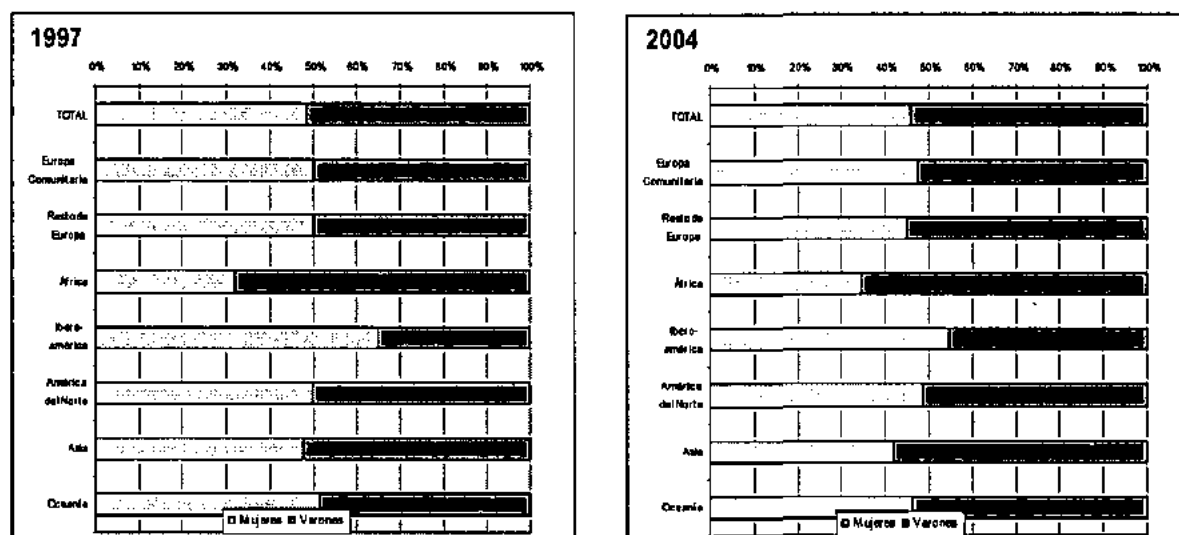 1997
0% 10% 20% 30% 40% 50% 60% 70% 80% 90% 100%
TOTAL
Europa
Comunitaria
Resto de
Europa
África
Ibero-
américa
América
del Norte
Asia
Oceanía
Mujeres Varones
2004
0% 10% 20% 30% 40% 50% 60% 70% 80% 90% 100%
TOTAL
Europa
Comunitaria
Resto de
Europa
África
Ibero-
américa
América
del Norte
Asia
Oceanía
Mujeres Varones